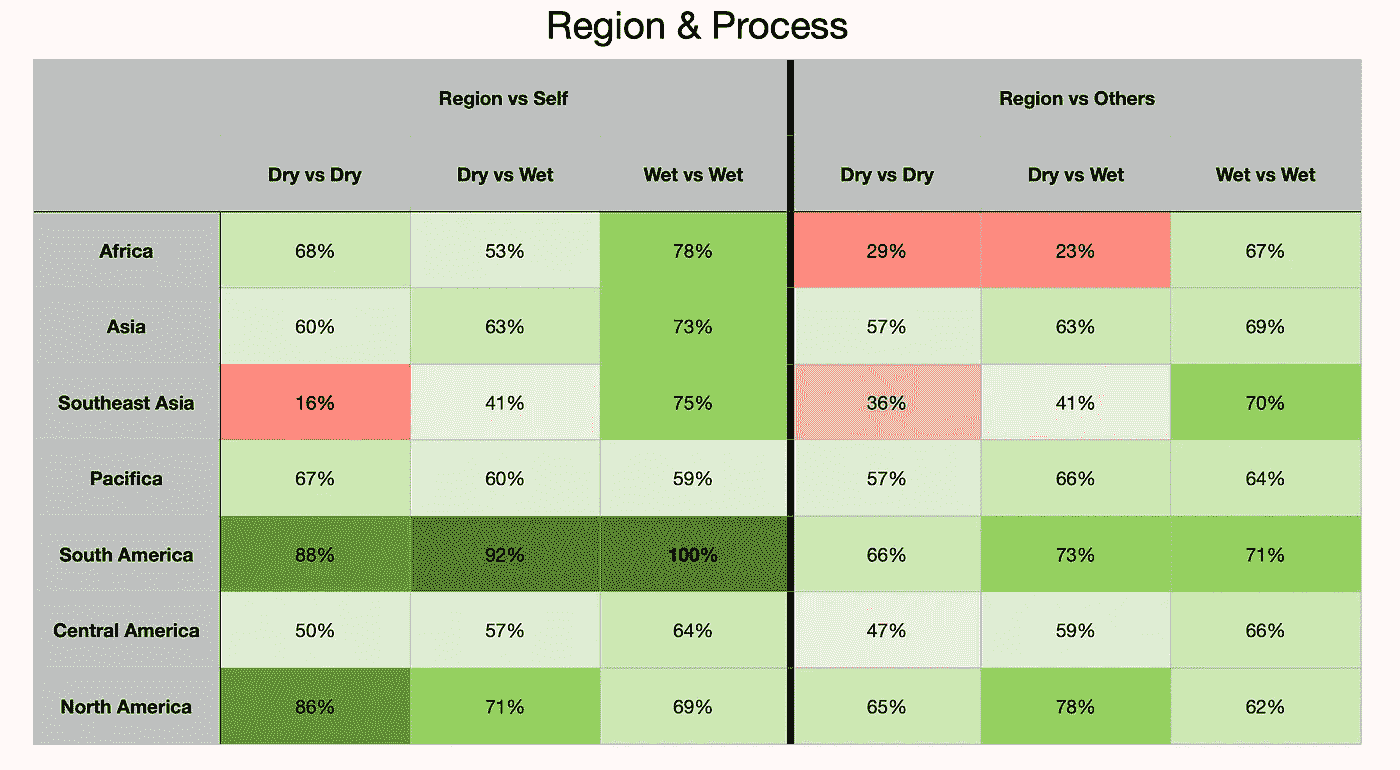 Region & Process
Region vs Self Region vs Others
Dry vs Dry Dry vs Wet Wet vs Wet Dry vs Dry Dry vs Wet Wet vs Wet
Africa 68% 53% 78% 29% 23% 67%
Asia 60% 63% 73% 57% 63% 69%
Southeast Asia 16% 41% 75% 36% 41% 70%
Pacifica 67% 60% 59% 57% 66% 64%
South America 88% 92% 100% 66% 73% 71%
Central America 50% 57% 64% 47% 59% 66%
North America 86% 71% 69% 65% 78% 62%